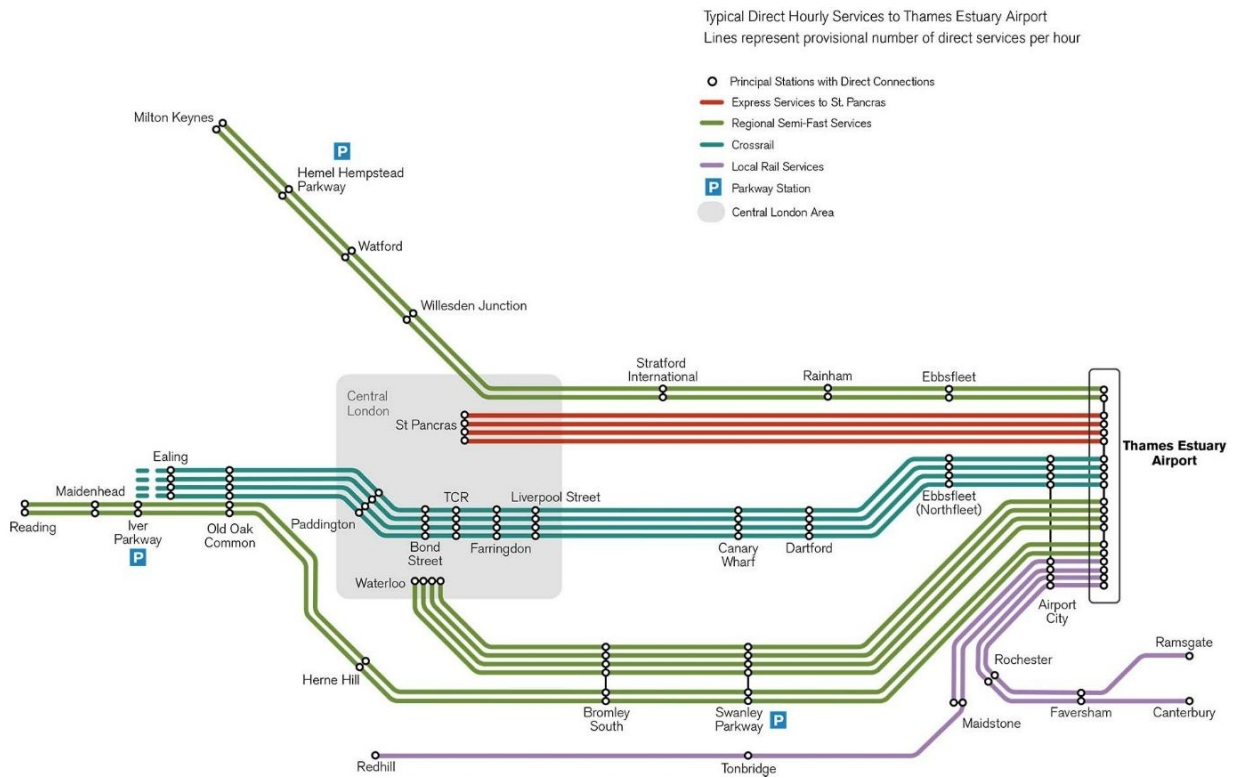 Typical Direct Hourly Services to Thames Estuary Airport
Lines represent provisional number of direct services per hour
Principal Stations with Direct Connections
Express Services to St. Pancras
Regional Semi-Fast Services
Crossrail
Local Rail Services
P
Parkway Station
Central London Area
Milton Keynes
P
Hemel Hempstead
Parkway
Watford
Willesden Junction
Stratford
International
Rainham
Ebbsfleet
Central
London
St Pancras
Thames Estuary
Airport
Ealing
Maidenhead
Reading
Iver
Parkway
P
Old Oak
Common
Paddington
TCR
Liverpool Street
Bond
Street
Farringdon
Canary
Wharf
Dartford
Ebbsfleet
(Northfleet)
Waterloo
Airport
City
Herne Hill
Bromley
South
Swanley
Parkway
P
Rochester
Ramsgate
Maidstone
Faversham
Canterbury
Redhill
Tonbridge